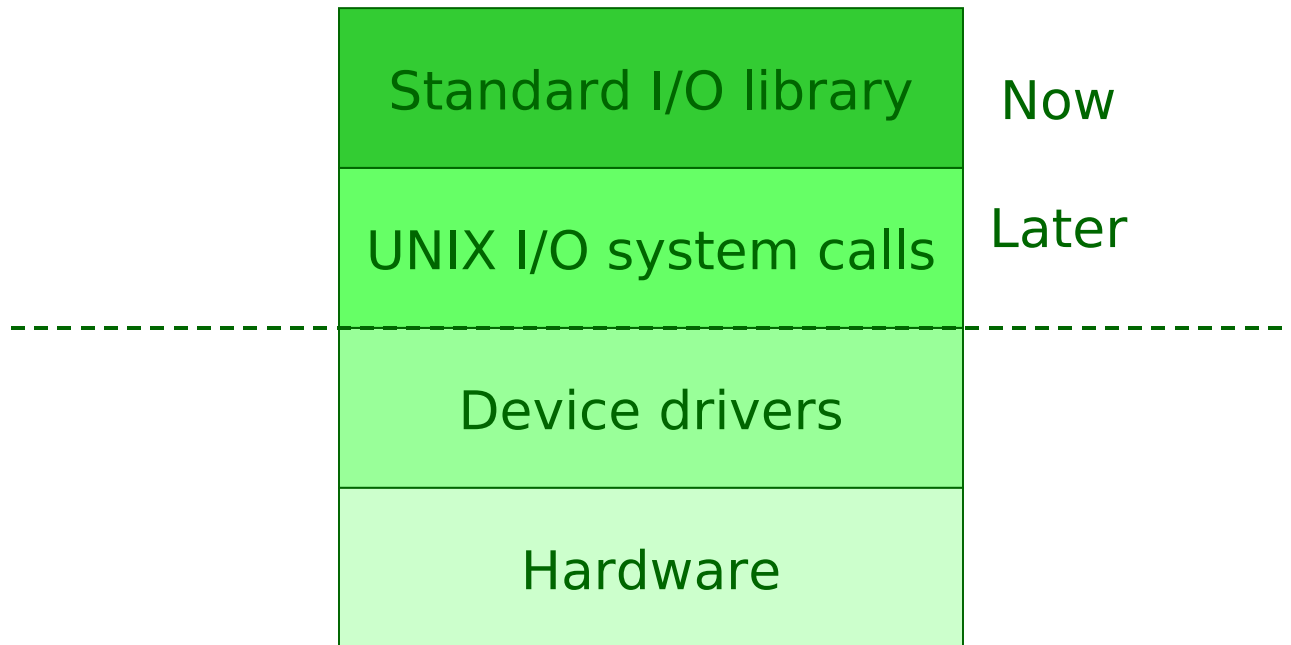 Standard I/O library
Now
UNIX I/O system calls
Later
Device drivers
Hardware